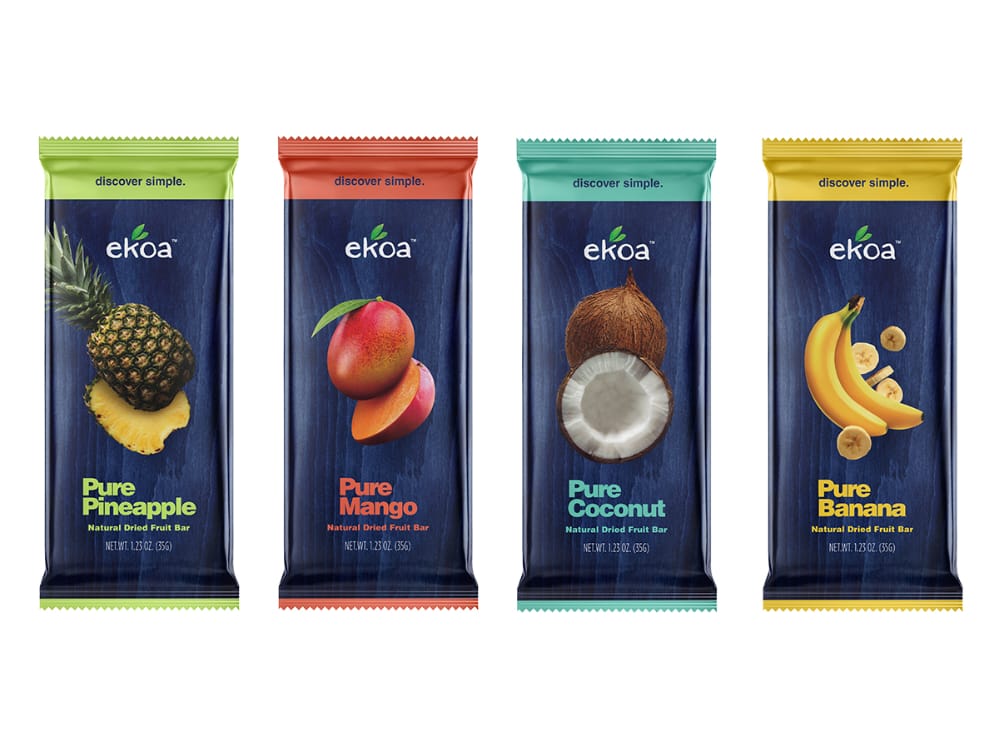 discover simple.
ekoa™
Pure
Pineapple
Natural Dried Fruit Bar
NET.WT. 1.23 OZ. (35G)
discover simple.
ekoa™
Pure
Mango
Natural Dried Fruit Bar
NET.WT. 1.23 OZ. (35G)
discover simple.
ekoa™
Pure
Coconut
Natural Dried Fruit Bar
NET.WT. 1.23 OZ. (35G)
discover simple.
ekoa™
Pure
Banana
Natural Dried Fruit Bar
NET.WT. 1.23 OZ. (35G)